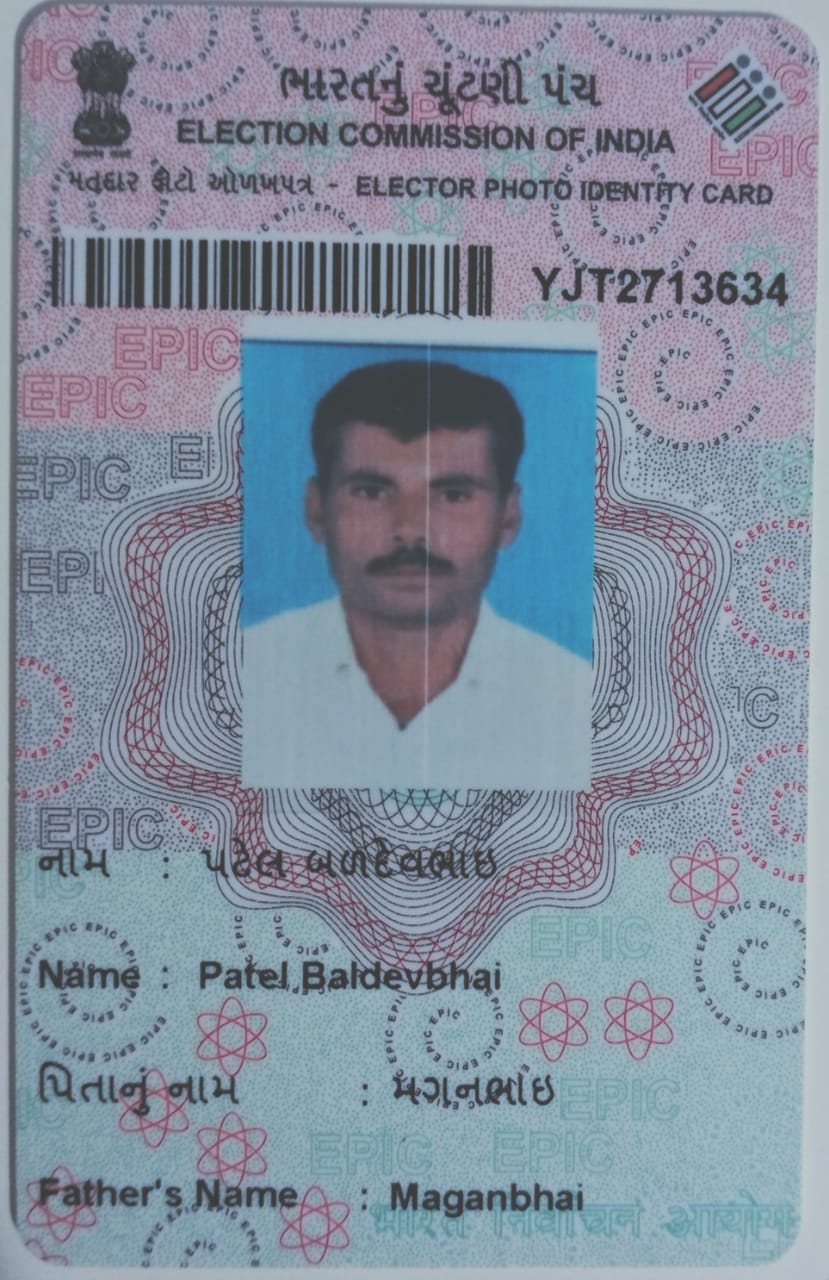 ભારતનું ચૂંટણી પંચ
ELECTION COMMISSION OF INDIA
મતદાર ફોટો ઓળખપત્ર - ELECTOR PHOTO IDENTITY CARD
YJT2713634
નામ : પટેલ બળદેવભાઇ
Name : Patel Baldevbhai
પિતાનું નામ : મગનભાઇ
Father's Name : Maganbhai
भारत निर्वाचन आयोग